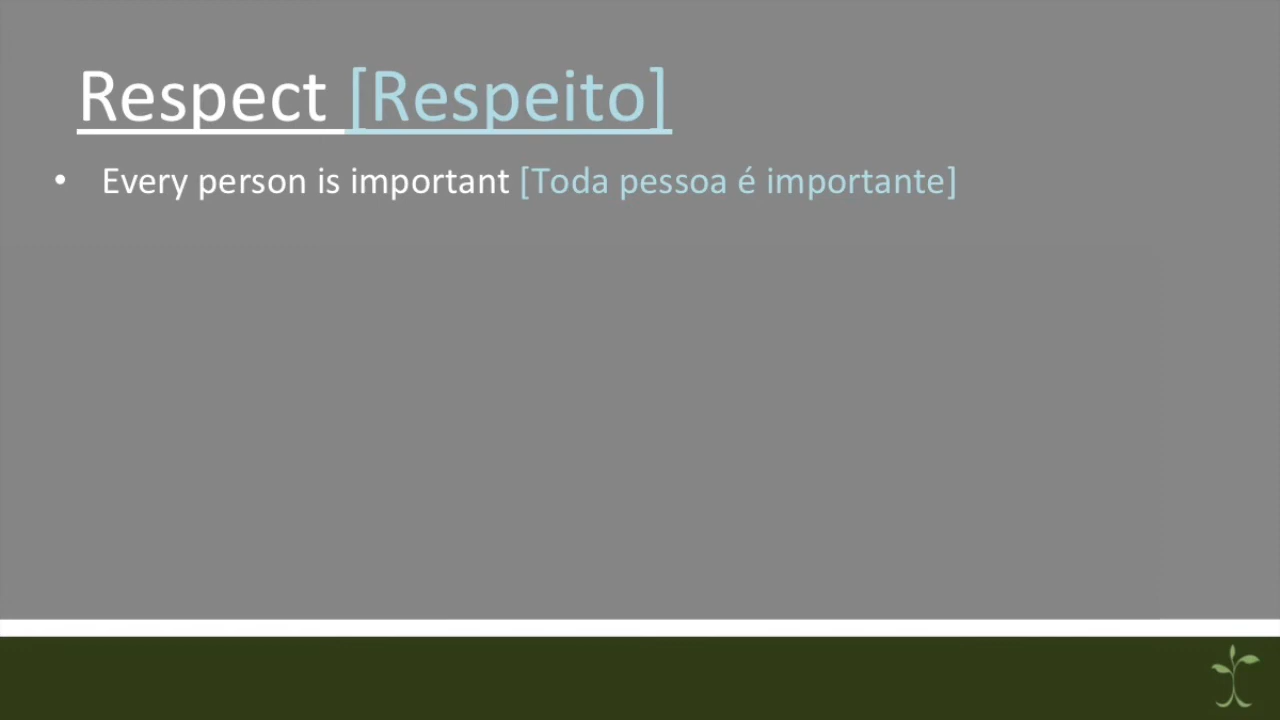 Respect [Respeito]
• Every person is important [Toda pessoa é importante]